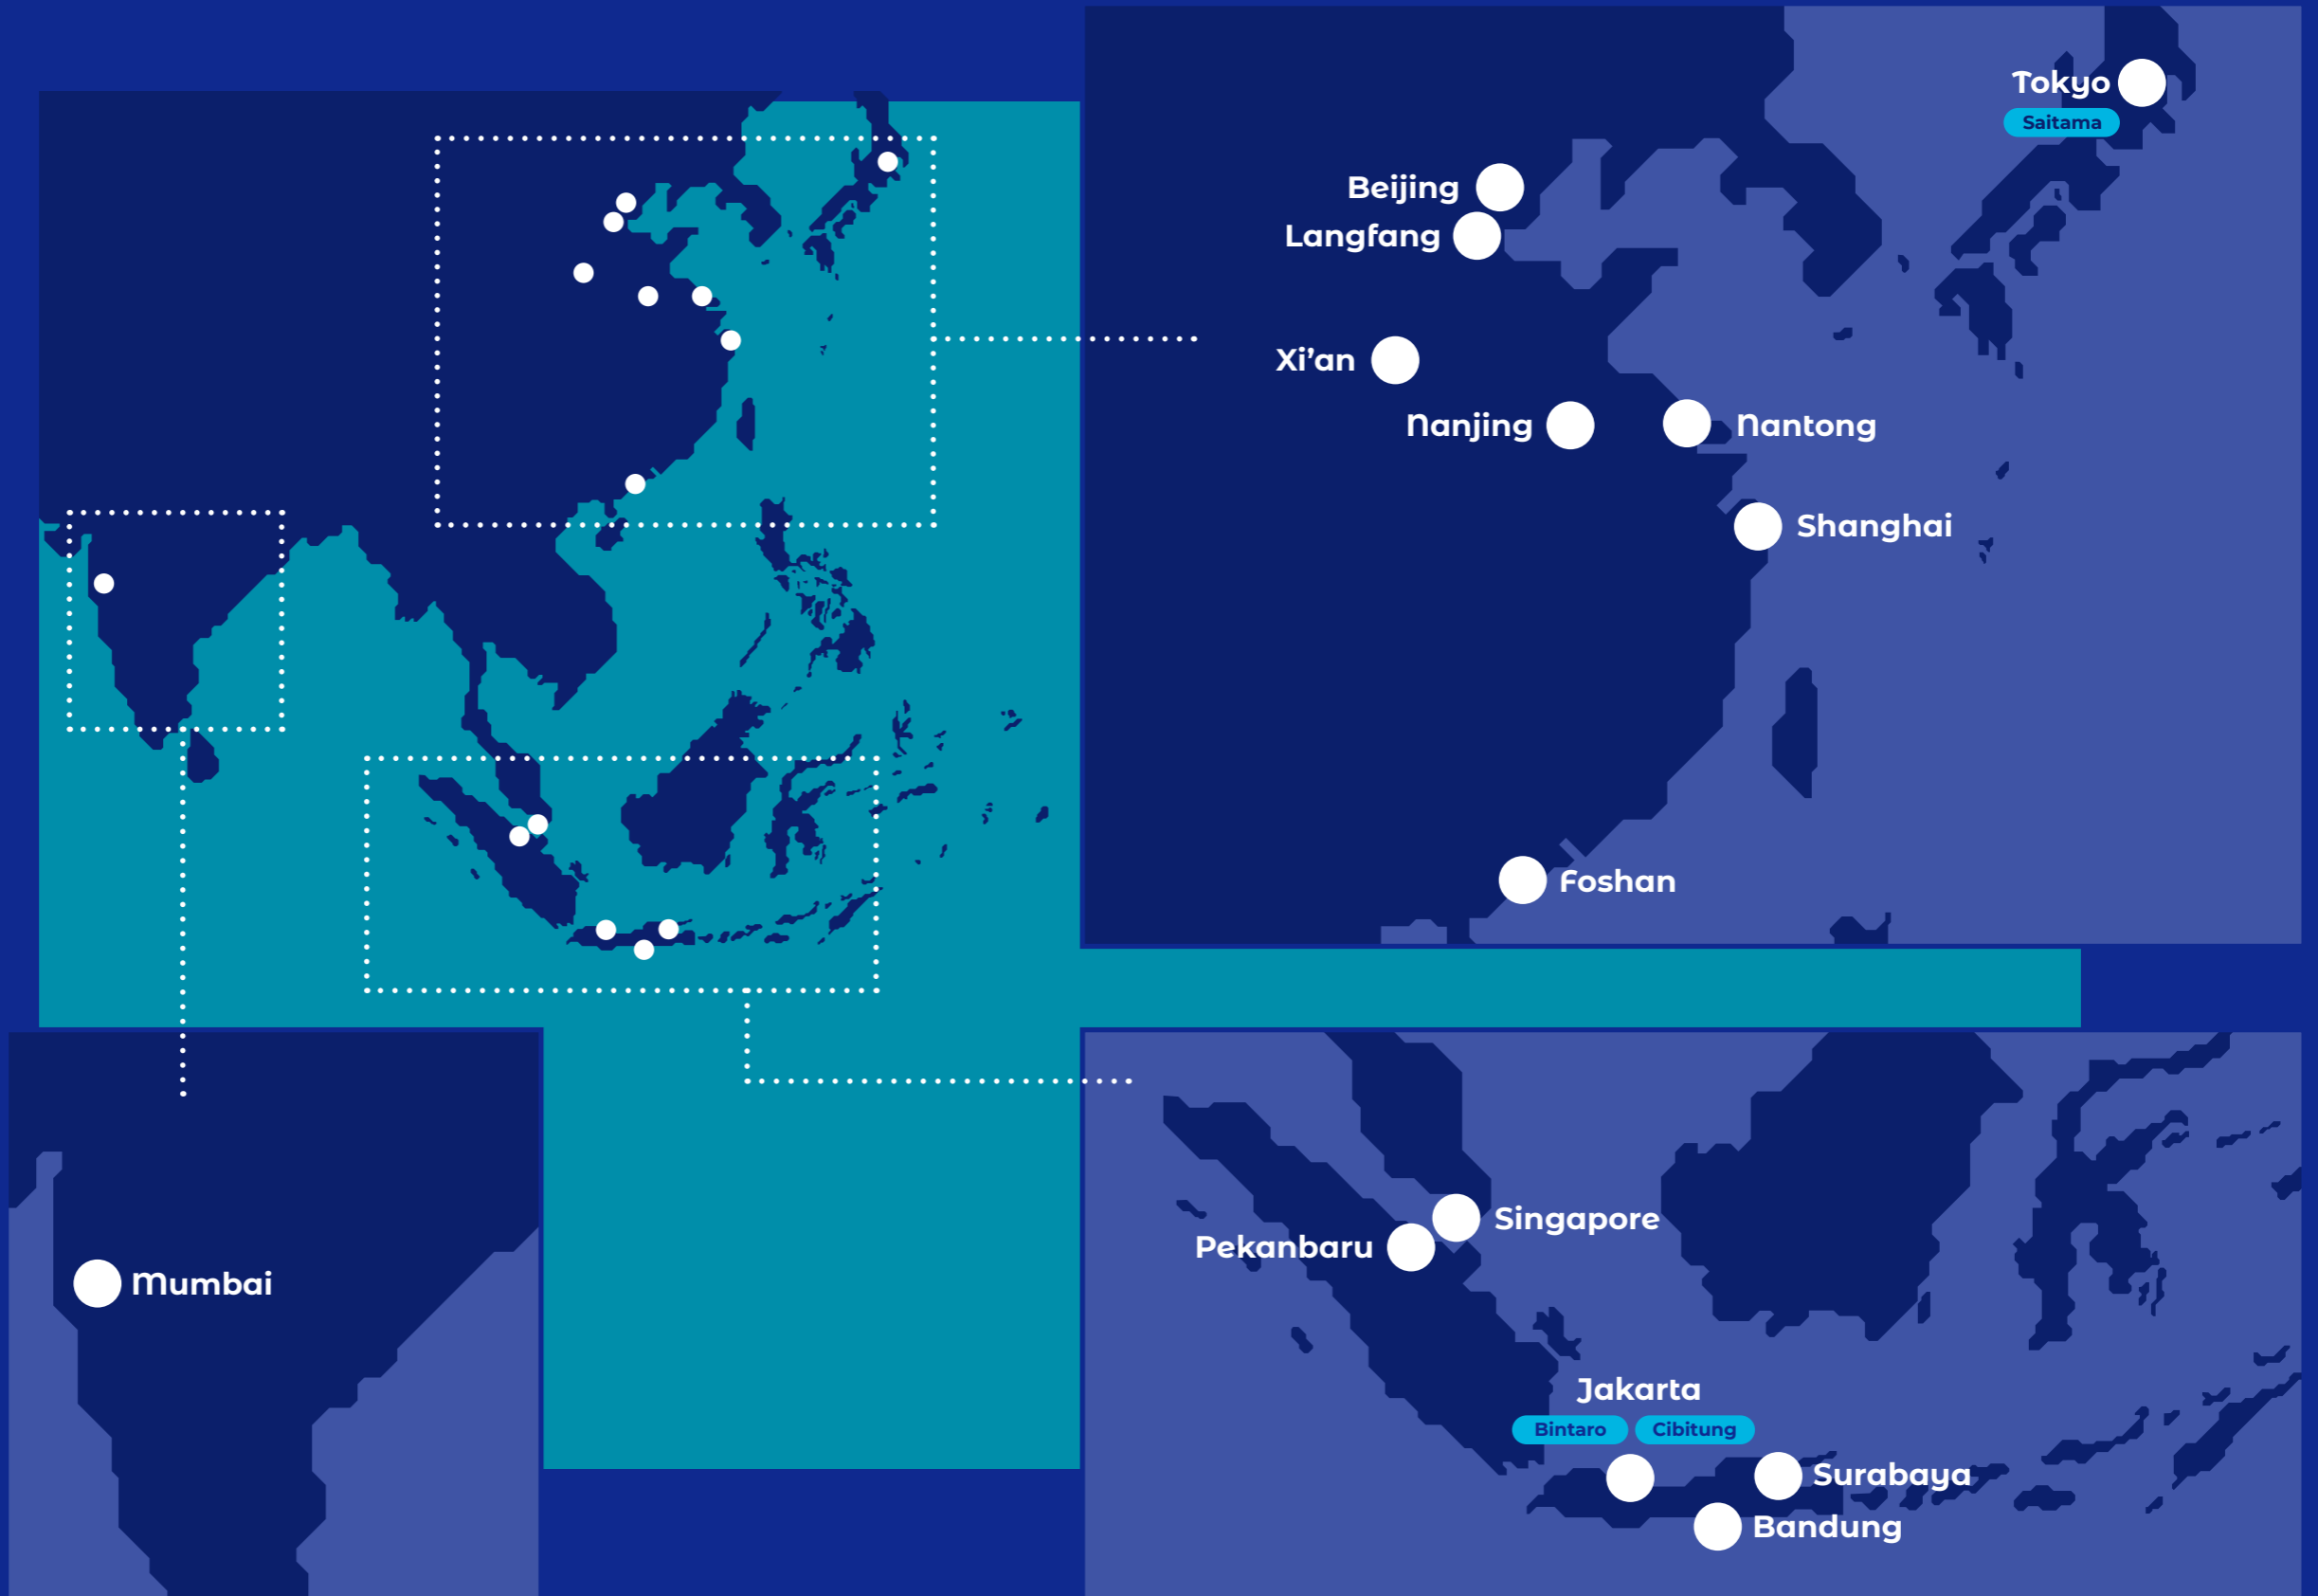 Tokyo
Saitama
Beijing
Langfang
Xi’an
Nanjing
Nantong
Shanghai
Foshan
Mumbai
Singapore
Pekanbaru
Jakarta
Bintaro
Cibitung
Surabaya
Bandung